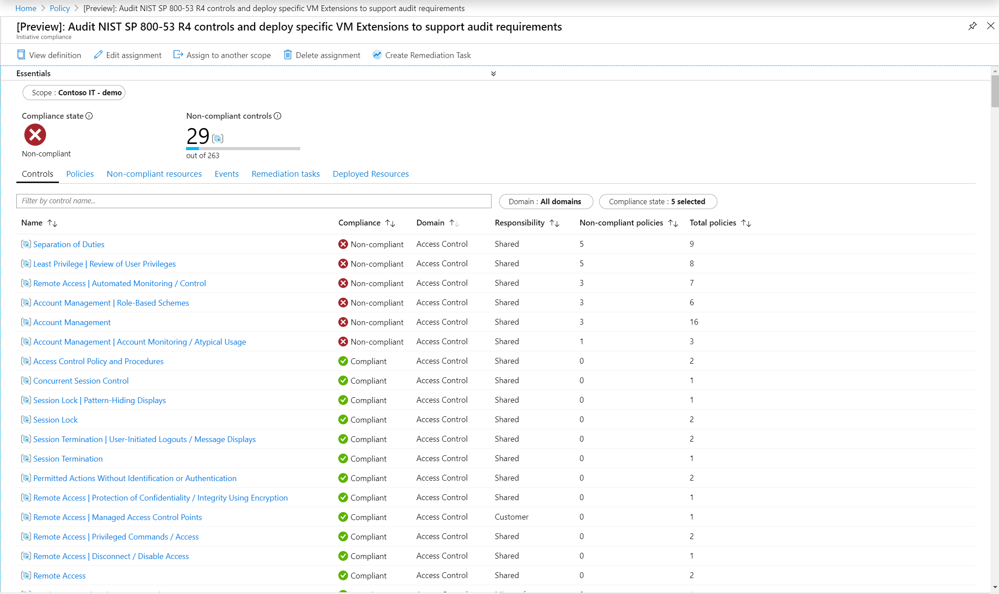 Home > Policy > [Preview]: Audit NIST SP 800-53 R4 controls and deploy specific VM Extensions to support audit requirements
[Preview]: Audit NIST SP 800-53 R4 controls and deploy specific VM Extensions to support audit requirements
Initiative compliance
View definition Edit assignment Assign to another scope Delete assignment Create Remediation Task
Essentials
Scope : Contoso IT - demo
Compliance state Non-compliant controls
29
Non-compliant out of 263
Controls Policies Non-compliant resources Events Remediation tasks Deployed Resources
Filter by control name... Domain : All domains Compliance state : 5 selected
Name Compliance Domain Responsibility Non-compliant policies Total policies
Separation of Duties Non-compliant Access Control Shared 5 9
Least Privilege | Review of User Privileges Non-compliant Access Control Shared 5 8
Remote Access | Automated Monitoring / Control Non-compliant Access Control Shared 3 7
Account Management | Role-Based Schemes Non-compliant Access Control Shared 3 6
Account Management Non-compliant Access Control Shared 3 16
Account Management | Account Monitoring / Atypical Usage Non-compliant Access Control Shared 1 3
Access Control Policy and Procedures Compliant Access Control Shared 0 2
Concurrent Session Control Compliant Access Control Shared 0 1
Session Lock | Pattern-Hiding Displays Compliant Access Control Shared 0 1
Session Lock Compliant Access Control Shared 0 2
Session Termination | User-Initiated Logouts / Message Displays Compliant Access Control Shared 0 2
Session Termination Compliant Access Control Shared 0 1
Permitted Actions Without Identification or Authentication Compliant Access Control Shared 0 2
Remote Access | Protection of Confidentiality / Integrity Using Encryption Compliant Access Control Shared 0 1
Remote Access | Managed Access Control Points Compliant Access Control Customer 0 1
Remote Access | Privileged Commands / Access Compliant Access Control Shared 0 2
Remote Access | Disconnect / Disable Access Compliant Access Control Shared 0 1
Remote Access Compliant Access Control Shared 0 2